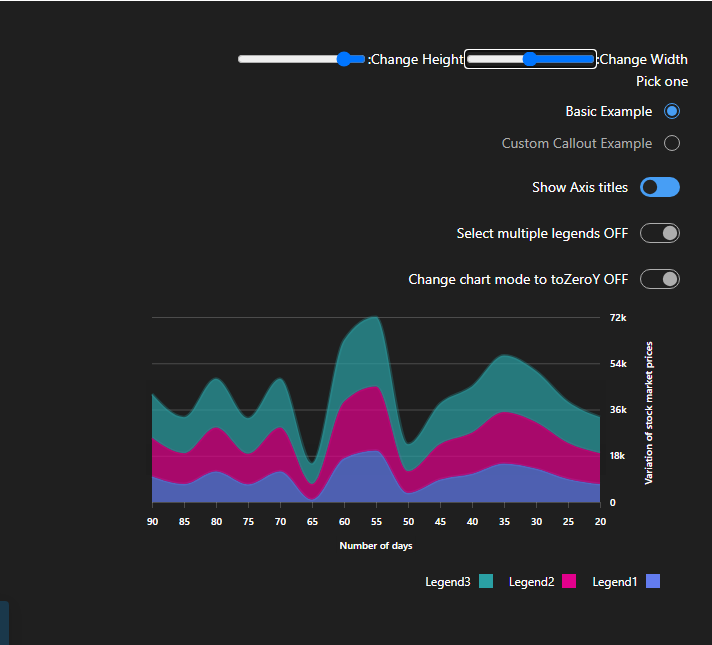 :Change Height :Change Width
Pick one
Basic Example
Custom Callout Example
Show Axis titles
Select multiple legends OFF
Change chart mode to toZeroY OFF
72k
54k
36k
18k
0
Variation of stock market prices
90 85 80 75 70 65 60 55 50 45 40 35 30 25 20
Number of days
Legend3 Legend2 Legend1